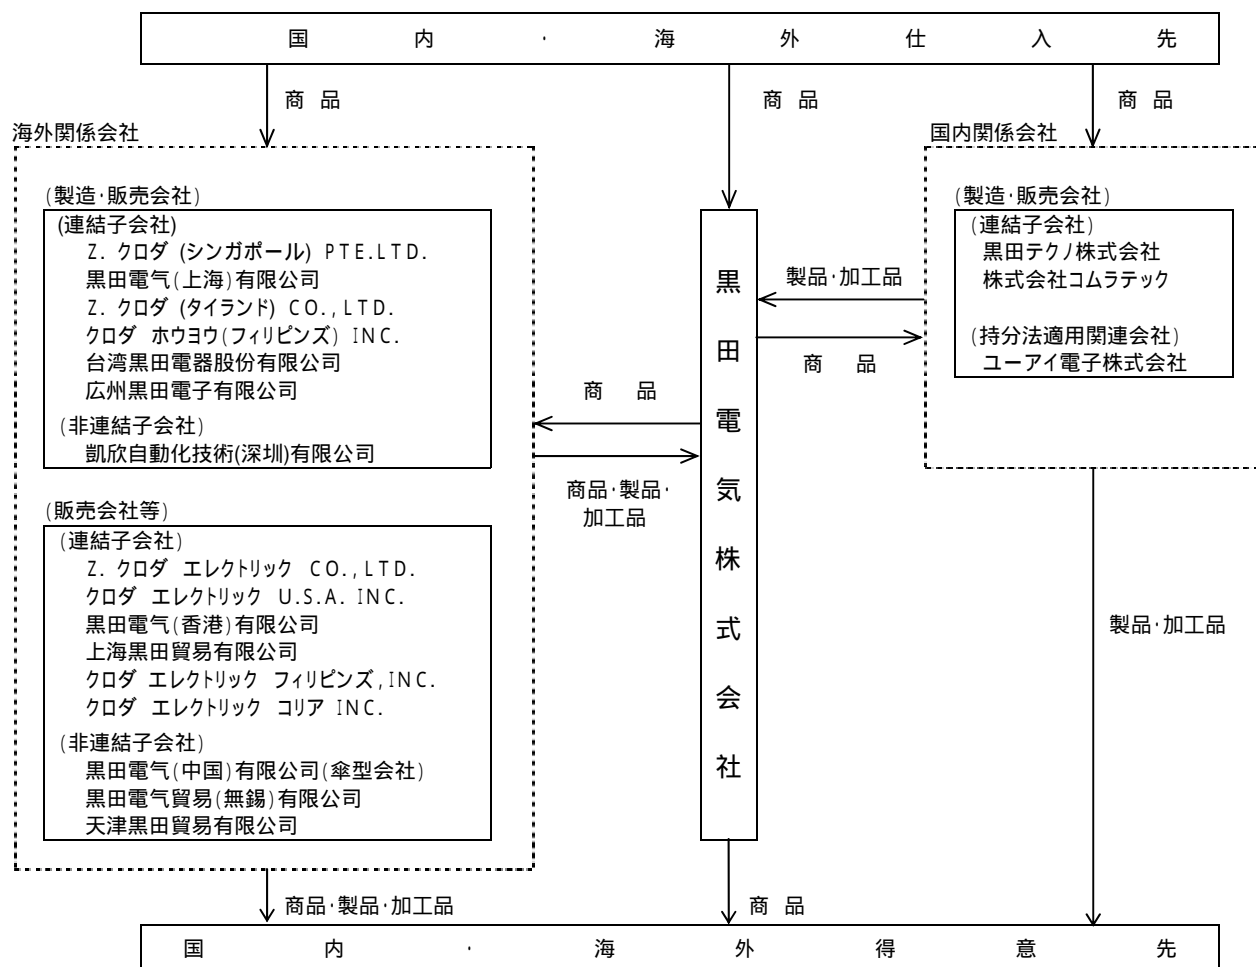 国内・海外仕入先
商品
商品
商品
海外関係会社
国内関係会社
(製造・販売会社)
(連結子会社)
Z. クロダ (シンガポール) PTE.LTD.
黒田電气(上海)有限公司
Z. クロダ (タイランド) CO.,LTD.
クロダ ホウヨウ(フィリピンズ) INC.
台湾黒田電器股份有限公司
広州黒田電子有限公司
(非連結子会社)
凱欣自動化技術(深圳)有限公司
(販売会社等)
(連結子会社)
Z. クロダ エレクトリック CO.,LTD.
クロダ エレクトリック U.S.A. INC.
黒田電气(香港)有限公司
上海黒田貿易有限公司
クロダ エレクトリック フィリピンズ,INC.
クロダ エレクトリック コリア INC.
(非連結子会社)
黒田電气(中国)有限公司(傘型会社)
黒田電气貿易(無錫)有限公司
天津黒田貿易有限公司
商品
商品・製品・
加工品
黒田電気株式会社
製品・加工品
商品
(製造・販売会社)
(連結子会社)
黒田テクノ株式会社
株式会社コムラテック
(持分法適用関連会社)
ユーアイ電子株式会社
製品・加工品
商品・製品・加工品
商品
国内・海外得意先